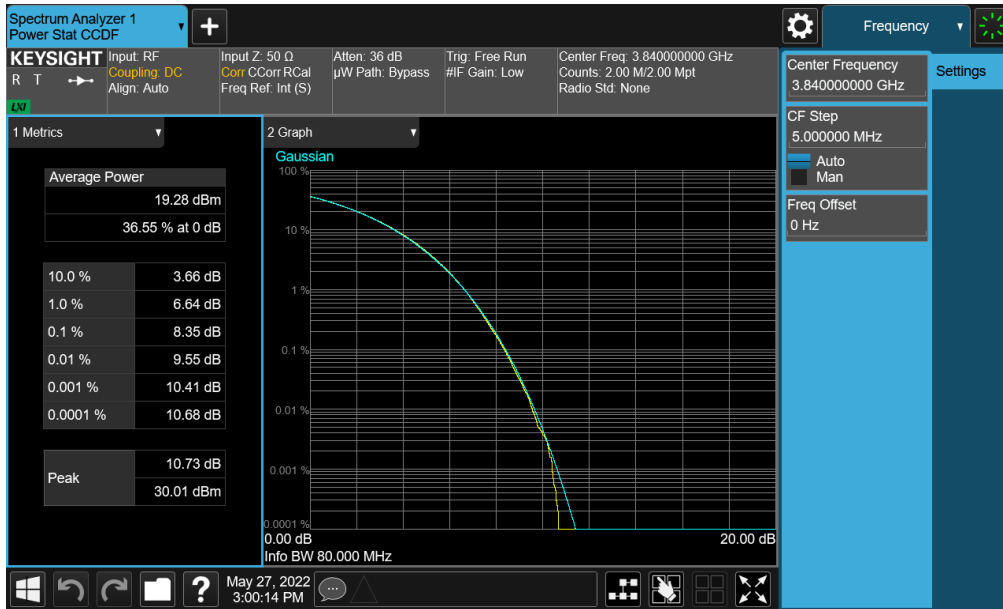 Spectrum Analyzer 1
Power Stat CCDF
Frequency
KEYSIGHT
R T
LXI
Input: RF
Coupling: DC
Align: Auto
Input Z: 50 Ω
Corr CCorr RCal
Freq Ref: Int (S)
Atten: 36 dB
µW Path: Bypass
Trig: Free Run
#IF Gain: Low
Center Freq: 3.840000000 GHz
Counts: 2.00 M/2.00 Mpt
Radio Std: None
Center Frequency
3.840000000 GHz
Settings
CF Step
5.000000 MHz
Auto
Man
Freq Offset
0 Hz
1 Metrics
Average Power
19.28 dBm
36.55 % at 0 dB
10.0 % 3.66 dB
1.0 % 6.64 dB
0.1 % 8.35 dB
0.01 % 9.55 dB
0.001 % 10.41 dB
0.0001 % 10.68 dB
Peak
10.73 dB
30.01 dBm
2 Graph
Gaussian
100 %
10 %
1 %
0.1 %
0.01 %
0.001 %
0.0001 %
0.00 dB 20.00 dB
Info BW 80.000 MHz
?
May 27, 2022
3:00:14 PM